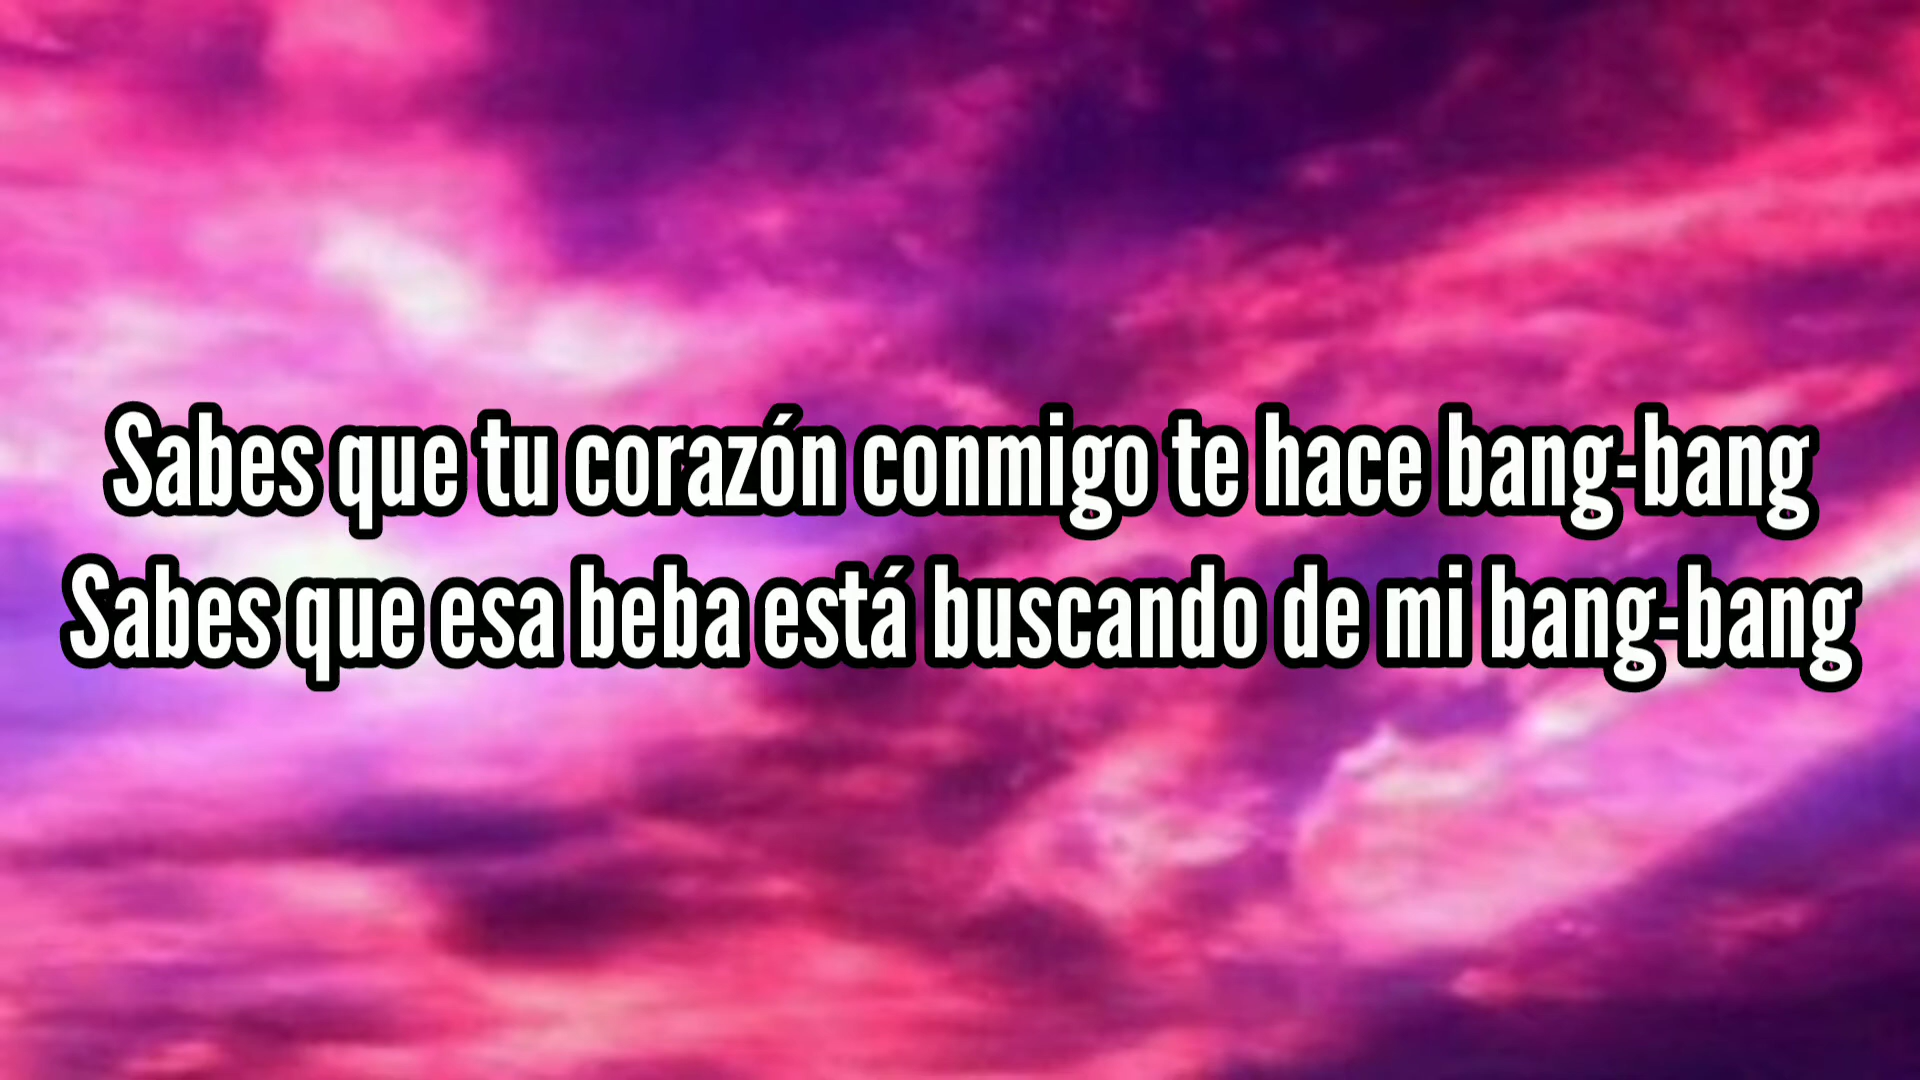 Sabes que tu corazón conmigo te hace bang-bang
Sabes que esa beba está buscando de mi bang-bang